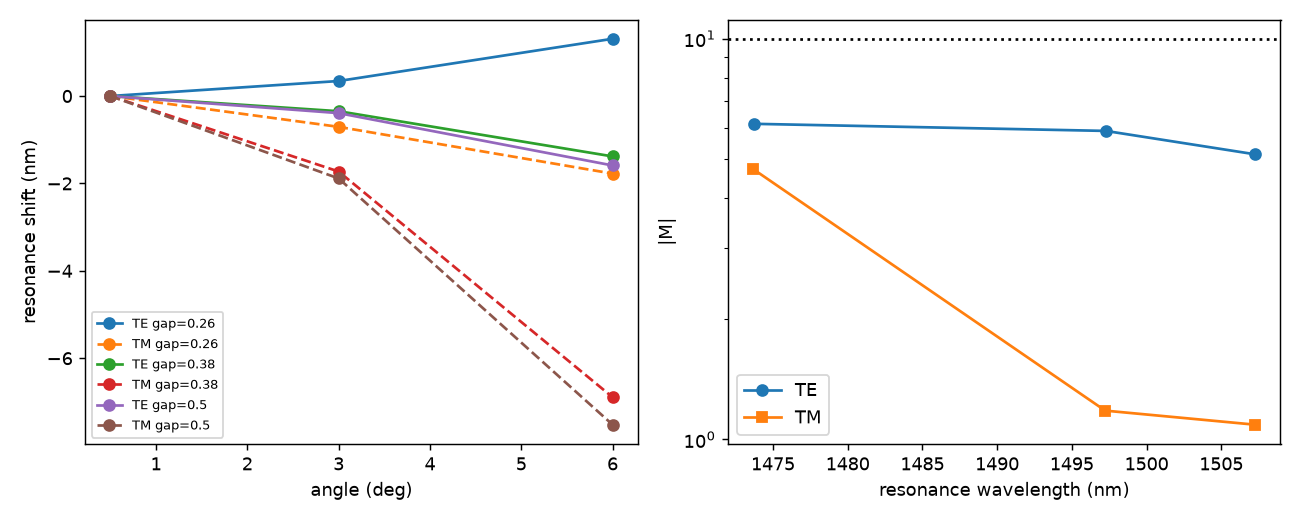 resonance shift (nm)
0
−2
−4
−6
TE gap=0.26
TM gap=0.26
TE gap=0.38
TM gap=0.38
TE gap=0.5
TM gap=0.5
1 2 3 4 5 6
angle (deg)
|M|
10¹
10⁰
TE
TM
1475 1480 1485 1490 1495 1500 1505
resonance wavelength (nm)